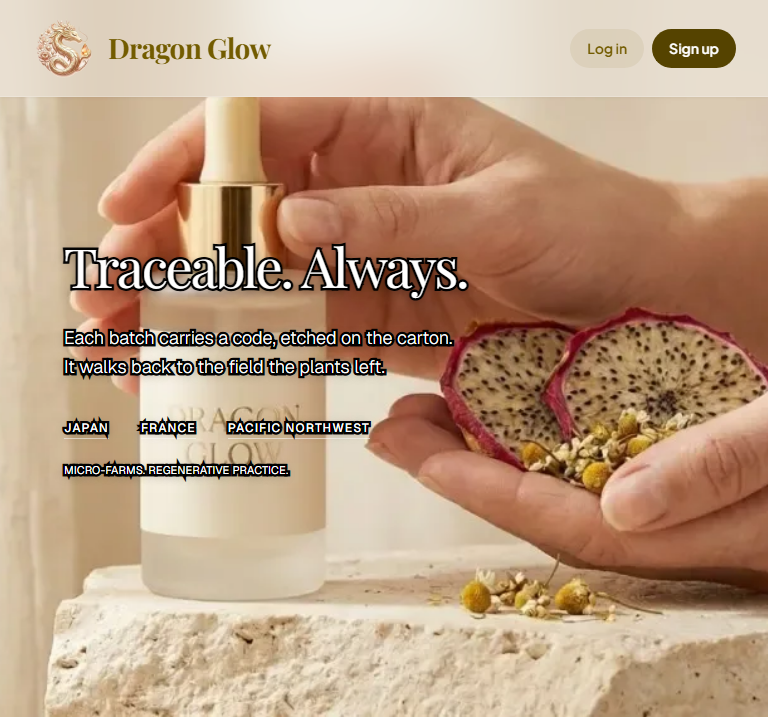 Dragon Glow
Log in
Sign up
Traceable. Always.
Each batch carries a code, etched on the carton.
It walks back to the field the plants left.
JAPAN
FRANCE
PACIFIC NORTHWEST
DRAGON
GLOW
MICRO-FARMS. REGENERATIVE PRACTICE.